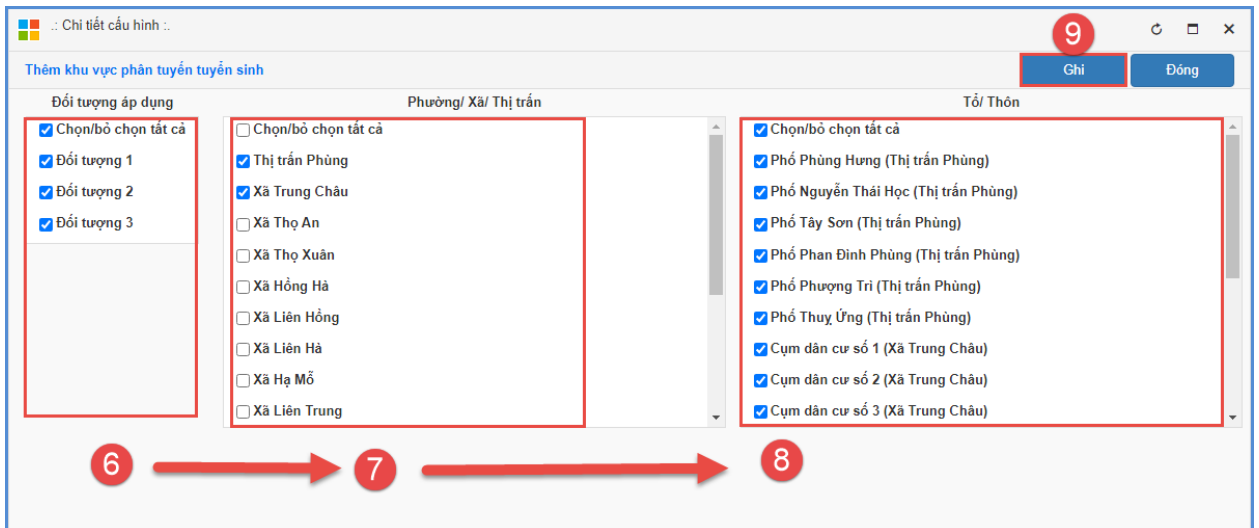 .: Chi tiết cấu hình :.
9
Thêm khu vực phân tuyến tuyển sinh
Ghi
Đóng
Đối tượng áp dụng
Phường/ Xã/ Thị trấn
Tổ/ Thôn
Chọn/bỏ chọn tất cả
Đối tượng 1
Đối tượng 2
Đối tượng 3
Chọn/bỏ chọn tất cả
Thị trấn Phùng
Xã Trung Châu
Xã Thọ An
Xã Thọ Xuân
Xã Hồng Hà
Xã Liên Hồng
Xã Liên Hà
Xã Hạ Mỗ
Xã Liên Trung
Chọn/bỏ chọn tất cả
Phố Phùng Hưng (Thị trấn Phùng)
Phố Nguyễn Thái Học (Thị trấn Phùng)
Phố Tây Sơn (Thị trấn Phùng)
Phố Phan Đình Phùng (Thị trấn Phùng)
Phố Phượng Trì (Thị trấn Phùng)
Phố Thuỵ Ứng (Thị trấn Phùng)
Cụm dân cư số 1 (Xã Trung Châu)
Cụm dân cư số 2 (Xã Trung Châu)
Cụm dân cư số 3 (Xã Trung Châu)
6
7
8